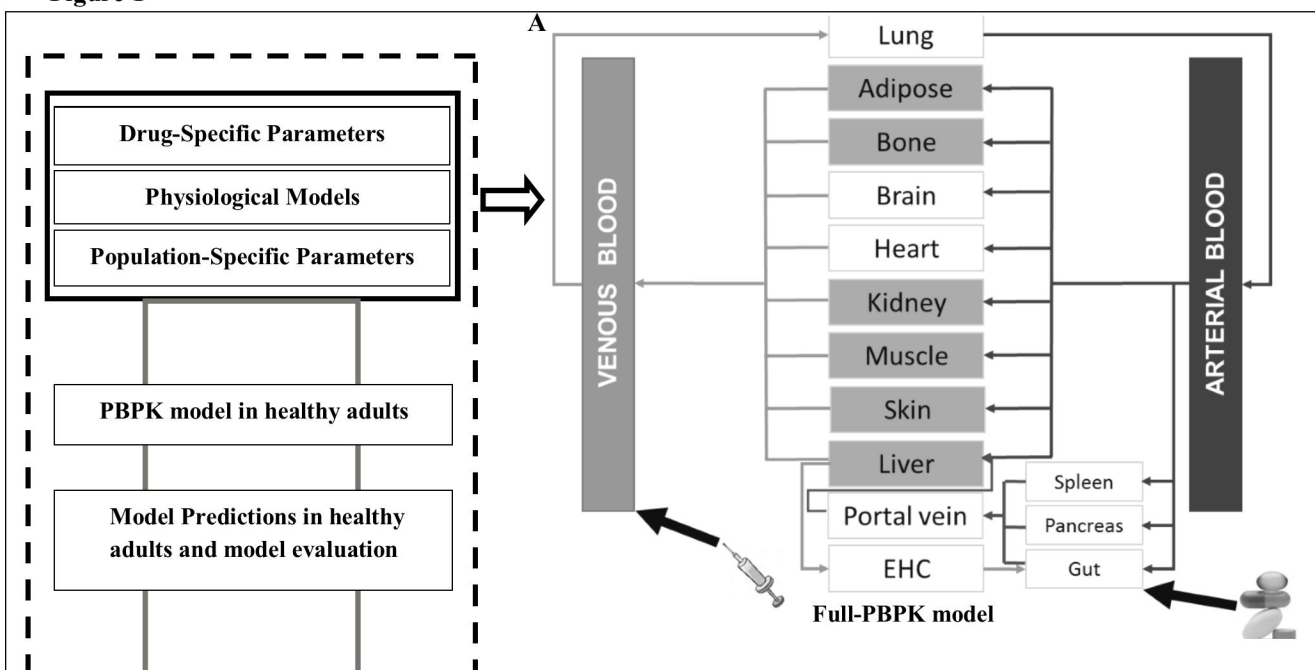 A
Drug-Specific Parameters
Physiological Models
Population-Specific Parameters
PBPK model in healthy adults
Model Predictions in healthy
adults and model evaluation
VENOUS BLOOD
Lung
Adipose
Bone
Brain
Heart
Kidney
Muscle
Skin
Liver
Portal vein
EHC
Spleen
Pancreas
Gut
ARTERIAL BLOOD
Full-PBPK model